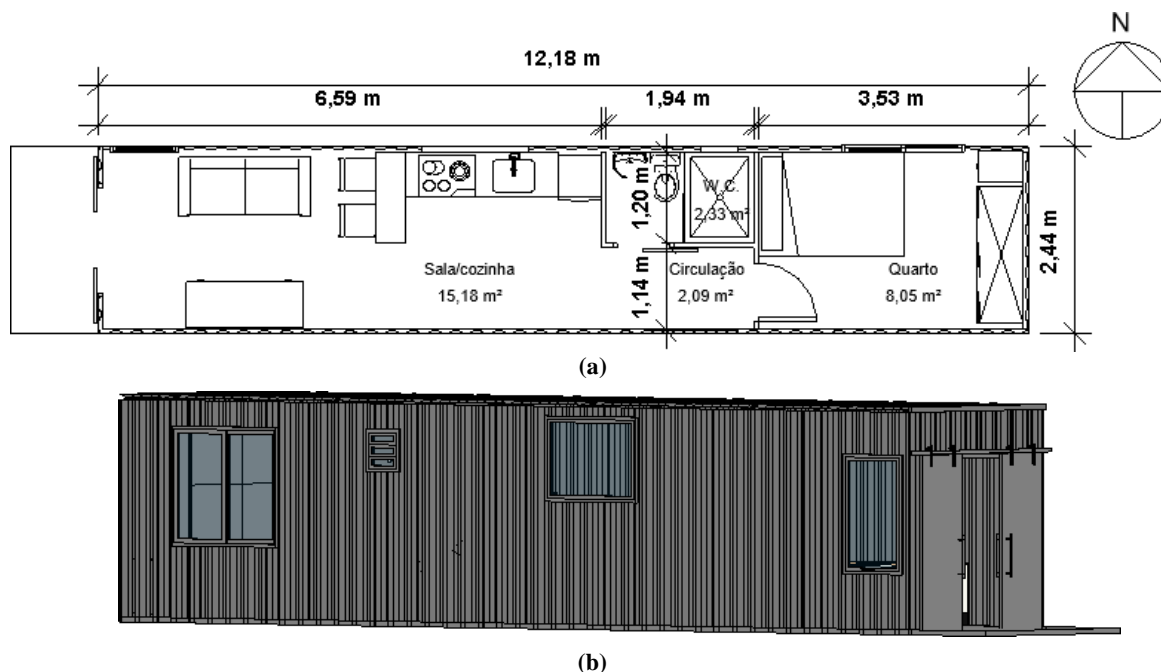 N
12,18 m
6,59 m
1,94 m
3,53 m
1,20 m
W.C.
2,33 m²
2,44 m
Sala/cozinha
15,18 m²
1,14 m
Circulação
2,09 m²
Quarto
8,05 m²
(a)
(b)